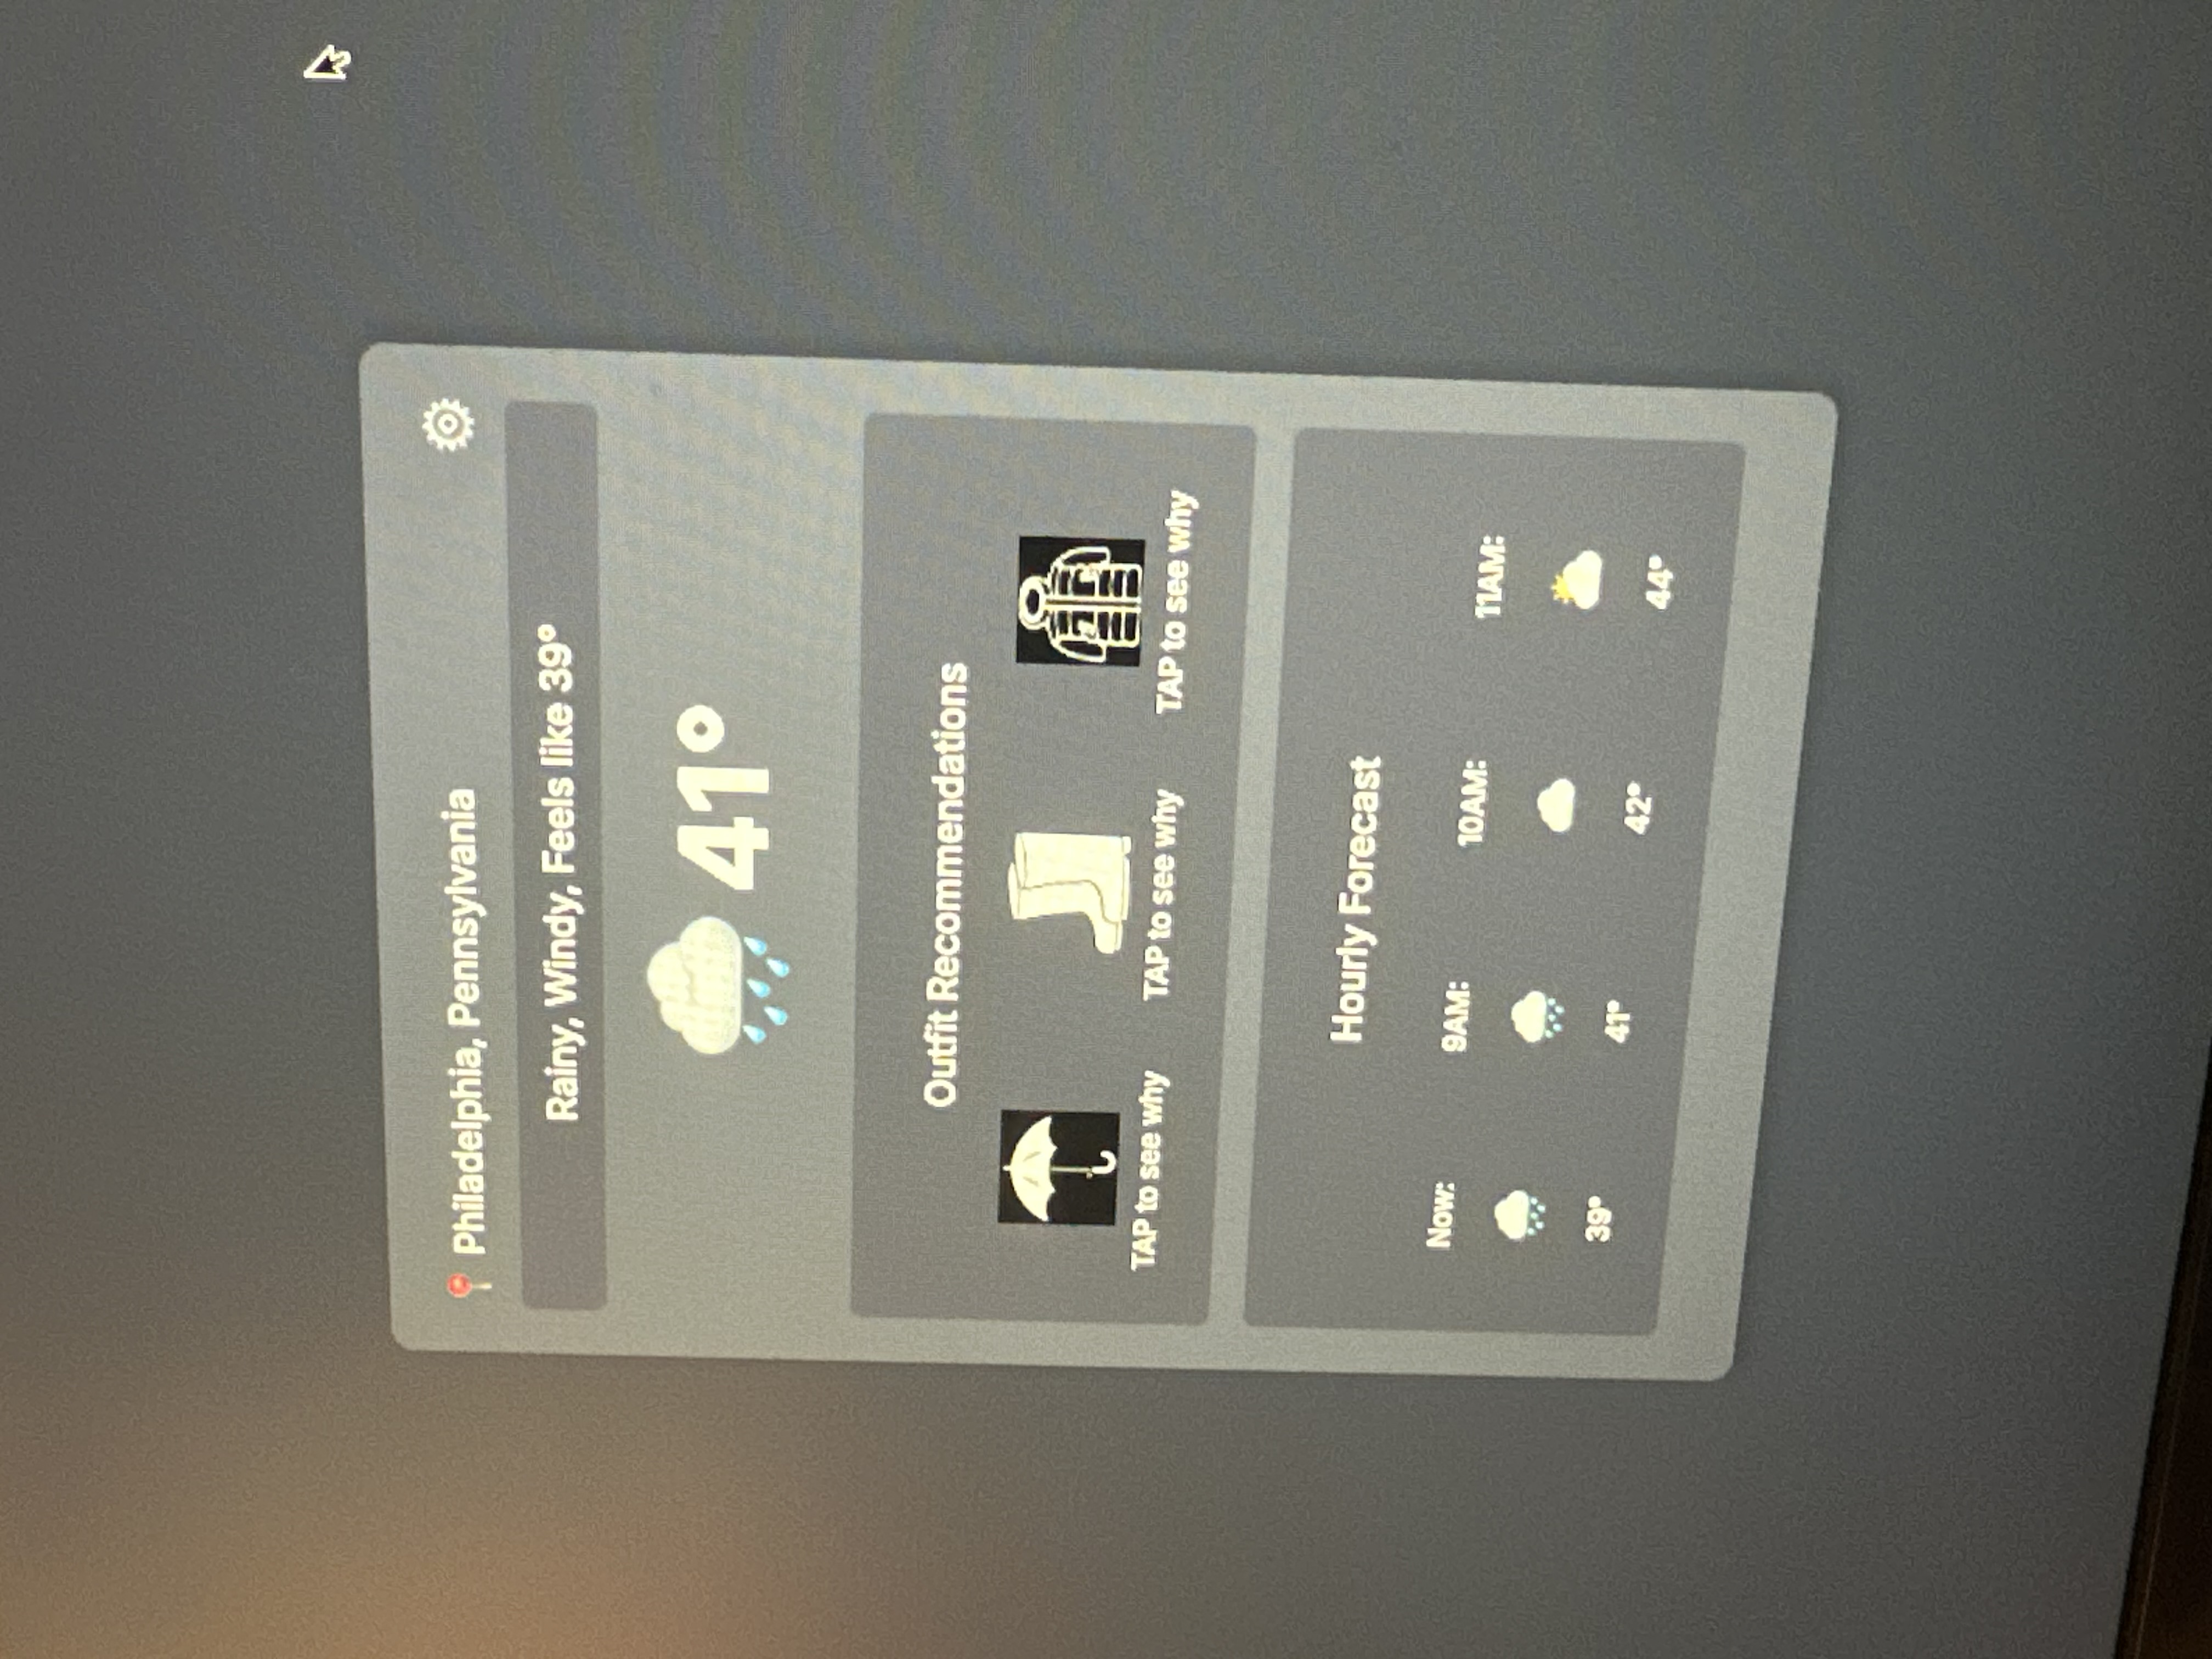 Philadelphia, Pennsylvania
Rainy, Windy, Feels like 39°
41°
Outfit Recommendations
TAP to see why TAP to see why TAP to see why
Hourly Forecast
Now: 9AM: 10AM: 11AM:
39° 41° 42° 44°